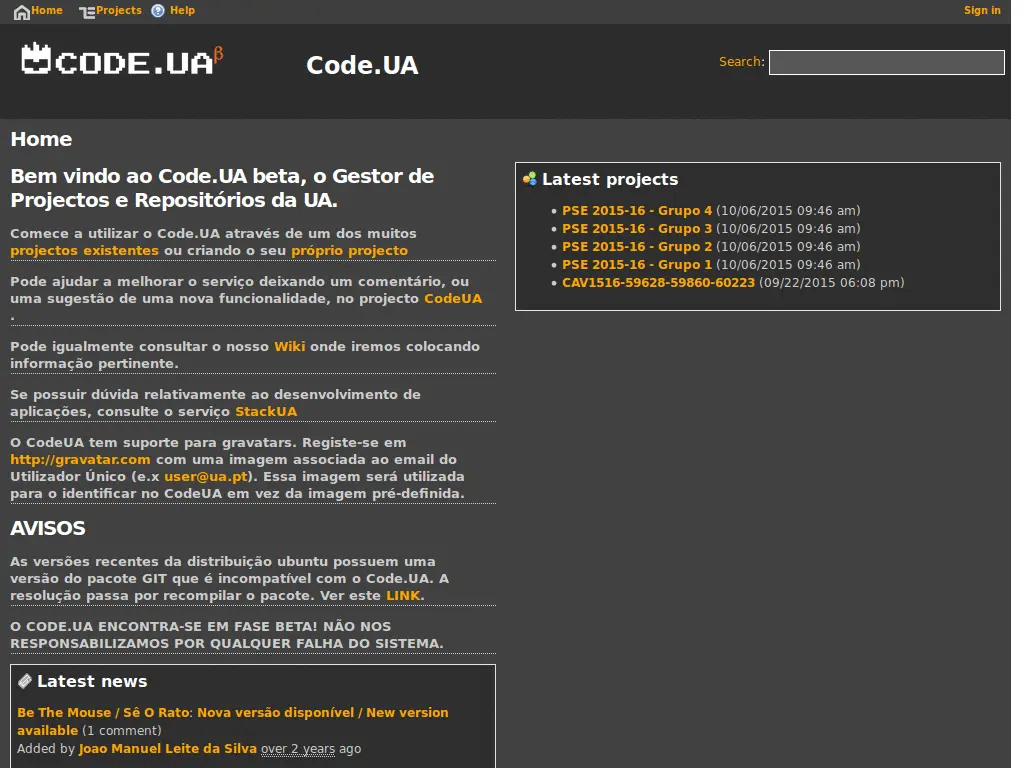 Home Projects Help Sign in
CODE.UAβ
Code.UA
Search:
Home
Bem vindo ao Code.UA beta, o Gestor de
Projectos e Repositórios da UA.
Comece a utilizar o Code.UA através de um dos muitos
projectos existentes ou criando o seu próprio projecto
Pode ajudar a melhorar o serviço deixando um comentário, ou
uma sugestão de uma nova funcionalidade, no projecto CodeUA
.
Pode igualmente consultar o nosso Wiki onde iremos colocando
informação pertinente.
Se possuir dúvida relativamente ao desenvolvimento de
aplicações, consulte o serviço StackUA
O CodeUA tem suporte para gravatars. Registe-se em
http://gravatar.com com uma imagem associada ao email do
Utilizador Único (e.x user@ua.pt). Essa imagem será utilizada
para o identificar no CodeUA em vez da imagem pré-definida.
AVISOS
As versões recentes da distribuição ubuntu possuem uma
versão do pacote GIT que é incompatível com o Code.UA. A
resolução passa por recompilar o pacote. Ver este LINK.
O CODE.UA ENCONTRA-SE EM FASE BETA! NÃO NOS
RESPONSABILIZAMOS POR QUALQUER FALHA DO SISTEMA.
Latest news
Be The Mouse / Sê O Rato: Nova versão disponível / New version
available (1 comment)
Added by Joao Manuel Leite da Silva over 2 years ago
Latest projects
• PSE 2015-16 - Grupo 4 (10/06/2015 09:46 am)
• PSE 2015-16 - Grupo 3 (10/06/2015 09:46 am)
• PSE 2015-16 - Grupo 2 (10/06/2015 09:46 am)
• PSE 2015-16 - Grupo 1 (10/06/2015 09:46 am)
• CAV1516-59628-59860-60223 (09/22/2015 06:08 pm)